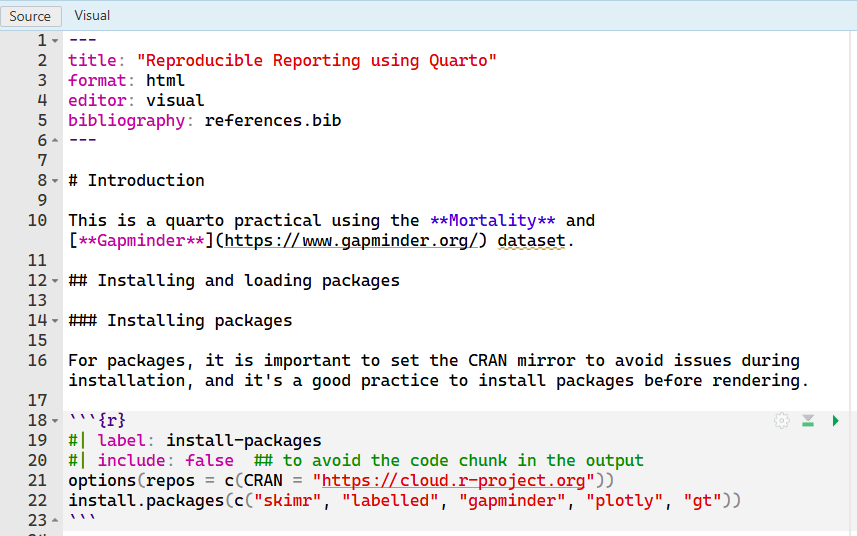 Source Visual
1 ---
2 title: "Reproducible Reporting using Quarto"
3 format: html
4 editor: visual
5 bibliography: references.bib
6 ---
7
8 # Introduction
9
10 This is a quarto practical using the **Mortality** and
[**Gapminder**](https://www.gapminder.org/) dataset.
11
12 ## Installing and loading packages
13
14 ### Installing packages
15
16 For packages, it is important to set the CRAN mirror to avoid issues during
installation, and it's a good practice to install packages before rendering.
17
18 ```{r}
19 #| label: install-packages
20 #| include: false  ## to avoid the code chunk in the output
21 options(repos = c(CRAN = "https://cloud.r-project.org"))
22 install.packages(c("skimr", "labelled", "gapminder", "plotly", "gt"))
23 ```